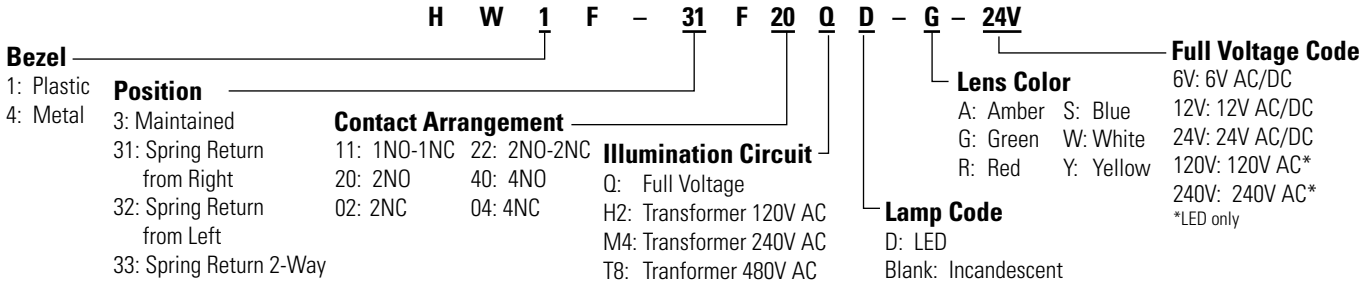 H W 1 F – 31 F 20 Q D – G – 24V
Bezel
1: Plastic
4: Metal
Position
3: Maintained
31: Spring Return
from Right
32: Spring Return
from Left
33: Spring Return 2-Way
Contact Arrangement
11: 1NO-1NC 22: 2NO-2NC
20: 2NO 40: 4NO
02: 2NC 04: 4NC
Illumination Circuit
Q: Full Voltage
H2: Transformer 120V AC
M4: Transformer 240V AC
T8: Tranformer 480V AC
Lamp Code
D: LED
Blank: Incandescent
Lens Color
A: Amber S: Blue
G: Green W: White
R: Red Y: Yellow
Full Voltage Code
6V: 6V AC/DC
12V: 12V AC/DC
24V: 24V AC/DC
120V: 120V AC*
240V: 240V AC*
*LED only